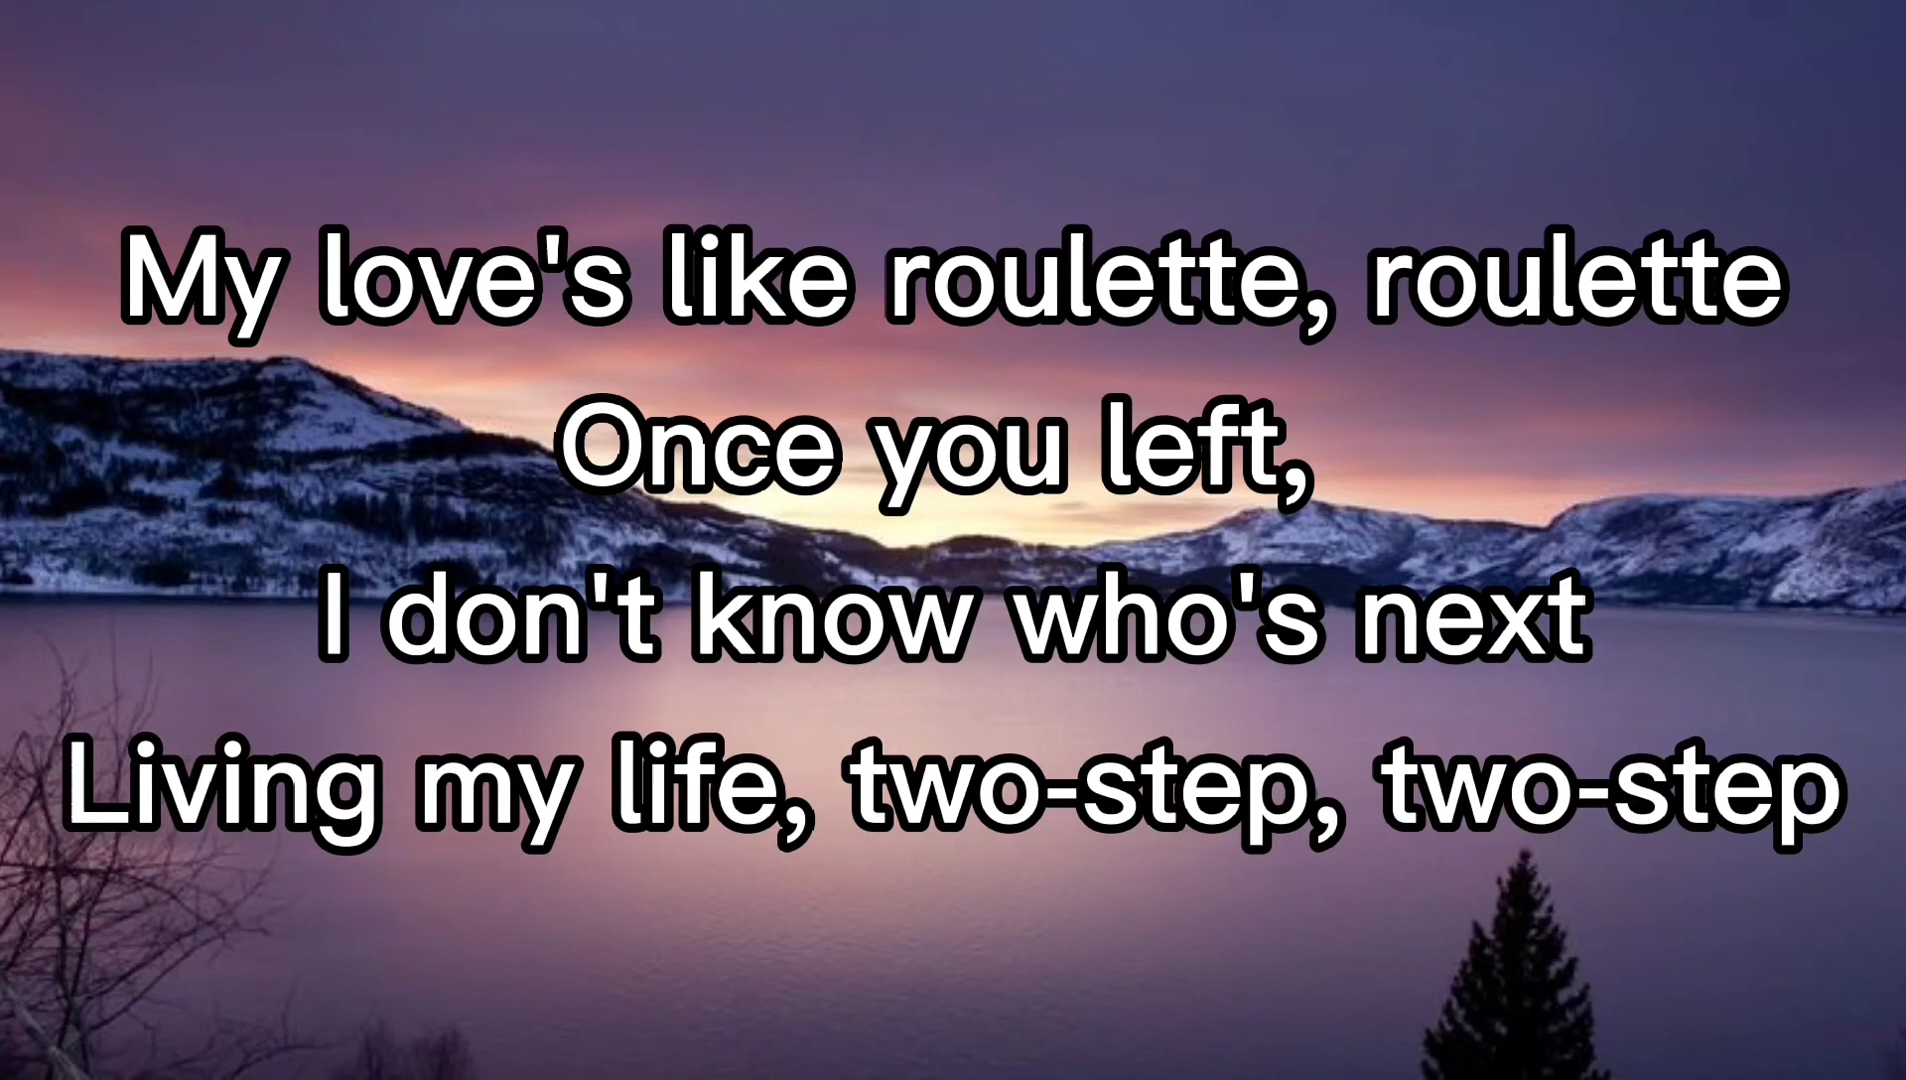 My love's like roulette, roulette
Once you left,
I don't know who's next
Living my life, two-step, two-step